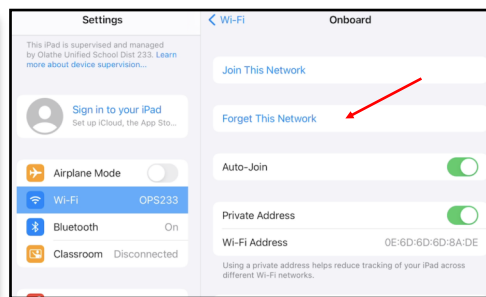 Settings
This iPad is supervised and managed
by Olathe Unified School Dist 233. Learn
more about device supervision...
Sign in to your iPad
Set up iCloud, the App Sto...
Airplane Mode
Wi-Fi OPS233
Bluetooth On
Classroom Disconnected
Wi-Fi Onboard
Join This Network
Forget This Network
Auto-Join
Private Address
Wi-Fi Address 0E:6D:6D:6D:8A:DE
Using a private address helps reduce tracking of your iPad across
different Wi-Fi networks.